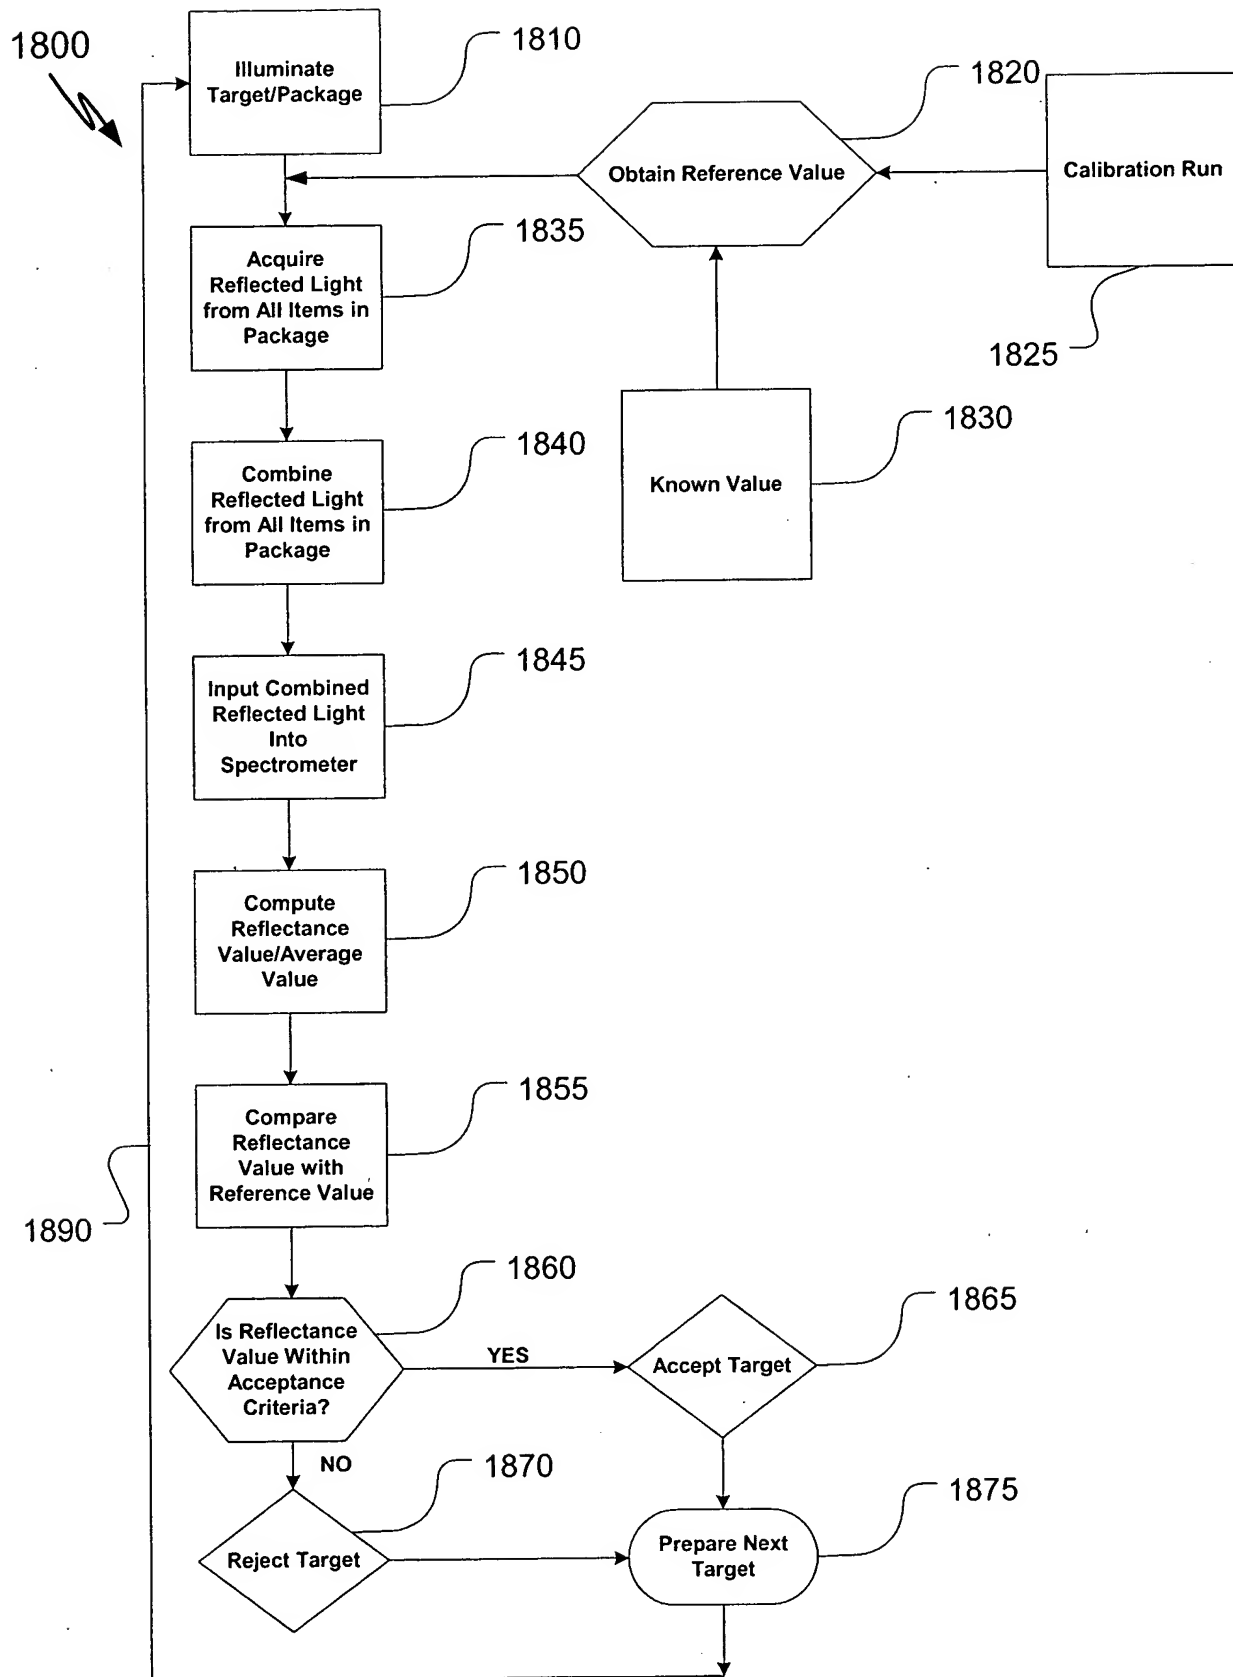 1800
Illuminate
Target/Package
1810
1820
Obtain Reference Value
Calibration Run
1825
Acquire
Reflected Light
from All Items in
Package
1835
Known Value
1830
Combine
Reflected Light
from All Items in
Package
1840
Input Combined
Reflected Light
Into
Spectrometer
1845
Compute
Reflectance
Value/Average
Value
1850
Compare
Reflectance
Value with
Reference Value
1855
1890
Is Reflectance
Value Within
Acceptance
Criteria?
1860
YES
Accept Target
1865
NO
Reject Target
1870
Prepare Next
Target
1875